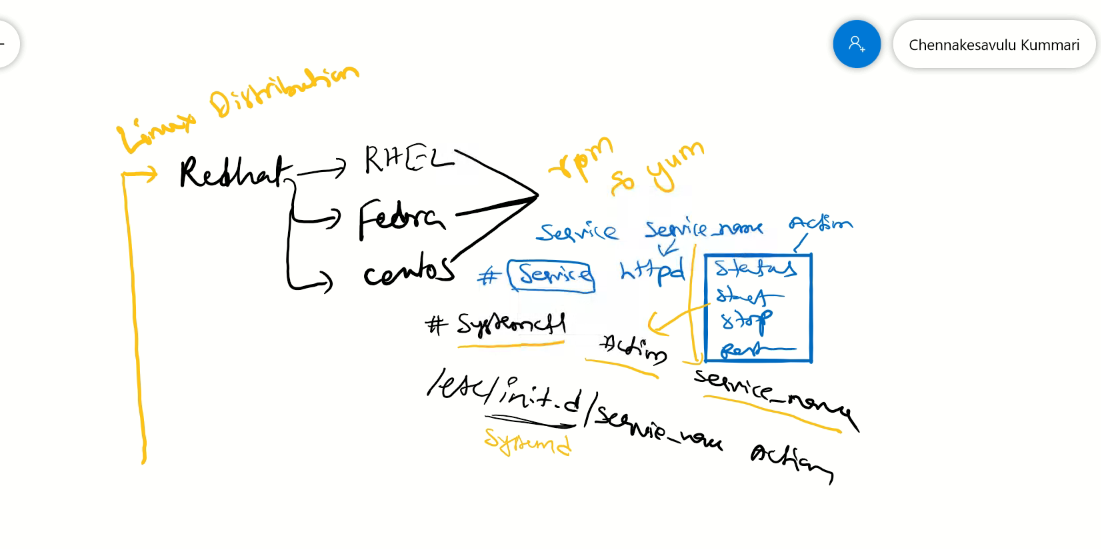 Chennakesavulu Kummari
Linux Distribution
Redhat → RHEL
rpm
so yum
Fedora
centos
Service Service_name Action
# Service httpd
status
start
stop
# Systemctl Action service_name
/etc/init.d/service_name Action
Systemd